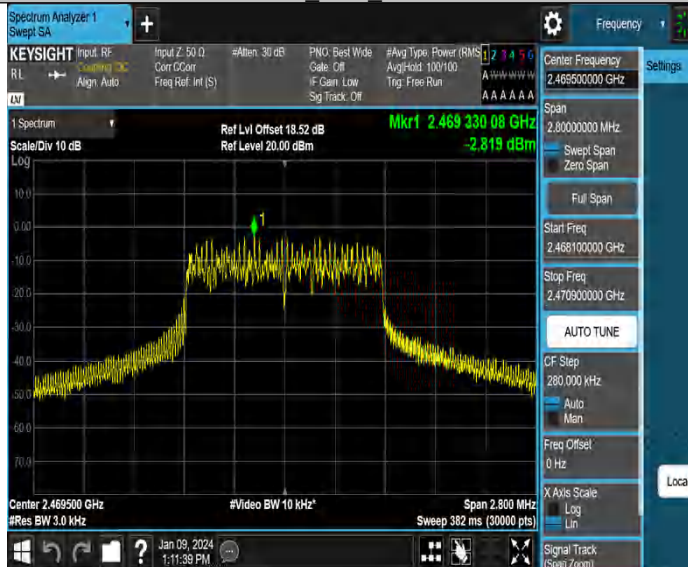 Spectrum Analyzer 1
Swept SA
Frequency
KEYSIGHT
RL
Input: RF
Coupling: DC
Align: Auto
Input Z: 50 Ω
Corr CCorr
Freq Ref: Int (S)
#Atten: 30 dB
PNO: Best Wide
Gate: Off
IF Gain: Low
Sig Track: Off
#Avg Type: Power (RMS
Avg|Hold: 100/100
Trig: Free Run
1 2 3 4 5 6
A W W W W W
A A A A A A
LXI
1 Spectrum
Scale/Div 10 dB
Ref Lvl Offset 18.52 dB
Ref Level 20.00 dBm
Mkr1 2.469 330 08 GHz
-2.819 dBm
Log
10.0
0.00
-10.0
-20.0
-30.0
-40.0
-50.0
-60.0
-70.0
1
Center 2.469500 GHz
#Res BW 3.0 kHz
#Video BW 10 kHz*
Span 2.800 MHz
Sweep 382 ms (30000 pts)
Jan 09, 2024
1:11:39 PM
Center Frequency
2.469500000 GHz
Span
2.80000000 MHz
Swept Span
Zero Span
Full Span
Start Freq
2.468100000 GHz
Stop Freq
2.470900000 GHz
AUTO TUNE
CF Step
280.000 kHz
Auto
Man
Freq Offset
0 Hz
X Axis Scale
Log
Lin
Signal Track
(Span Zoom)
Settings
Loca